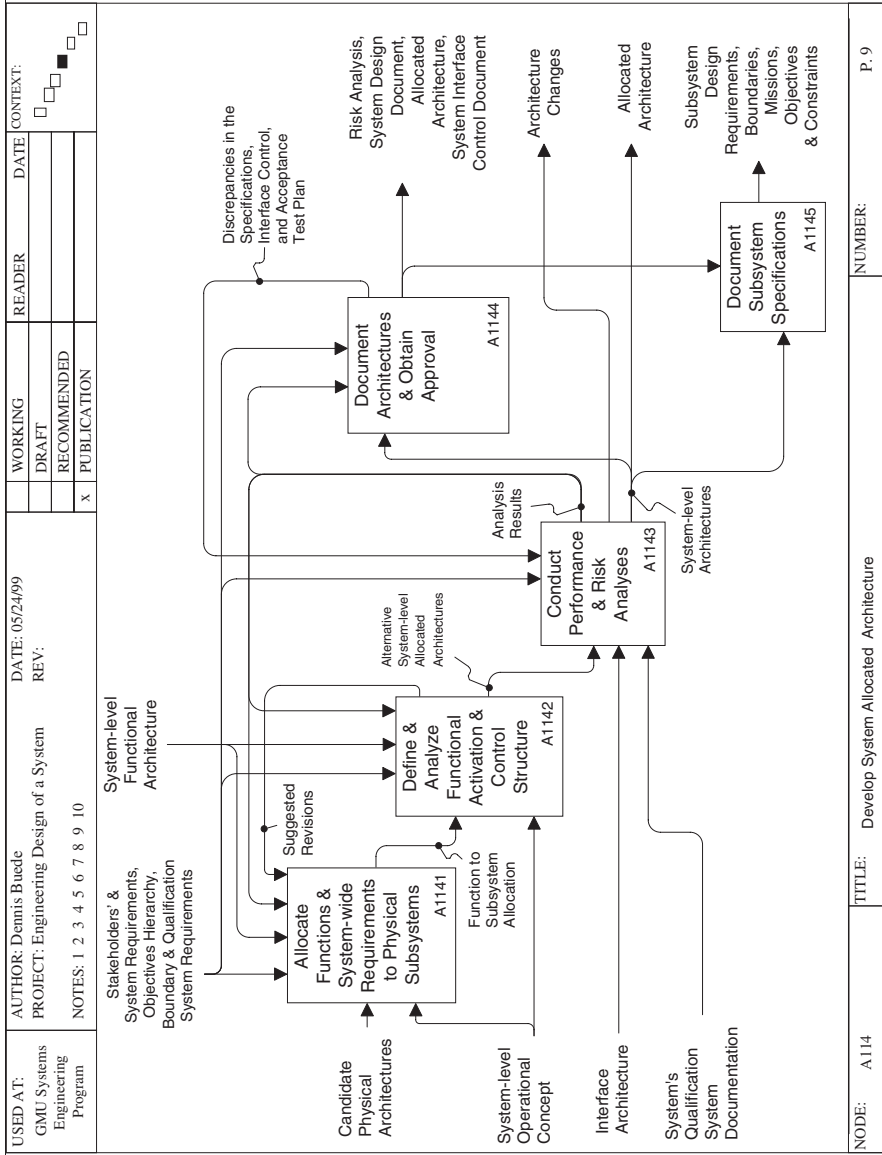 USED AT:
GMU Systems
Engineering
Program
AUTHOR: Dennis Buede
PROJECT: Engineering Design of a System
NOTES: 1 2 3 4 5 6 7 8 9 10
DATE: 05/24/99
REV:
WORKING
DRAFT
RECOMMENDED
x PUBLICATION
READER
DATE
CONTEXT:
Stakeholders' &
System Requirements,
Objectives Hierarchy,
Boundary & Qualification
System Requirements
System-level
Functional
Architecture
Discrepancies in the
Specifications,
Interface Control,
and Acceptance
Test Plan
Candidate
Physical
Architectures
System-level
Operational
Concept
Interface
Architecture
System's
Qualification
System
Documentation
Allocate
Functions &
System-wide
Requirements
to Physical
Subsystems
A1141
Suggested
Revisions
Function to
Subsystem
Allocation
Define &
Analyze
Functional
Activation &
Control
Structure
A1142
Alternative
System-level
Allocated
Architectures
Conduct
Performance
& Risk
Analyses
A1143
Analysis
Results
System-level
Architectures
Document
Architectures
& Obtain
Approval
A1144
Document
Subsystem
Specifications
A1145
Risk Analysis,
System Design
Document,
Allocated
Architecture,
System Interface
Control Document
Architecture
Changes
Allocated
Architecture
Subsystem
Design
Requirements,
Boundaries,
Missions,
Objectives
& Constraints
NODE: A114
TITLE: Develop System Allocated Architecture
NUMBER:
P. 9